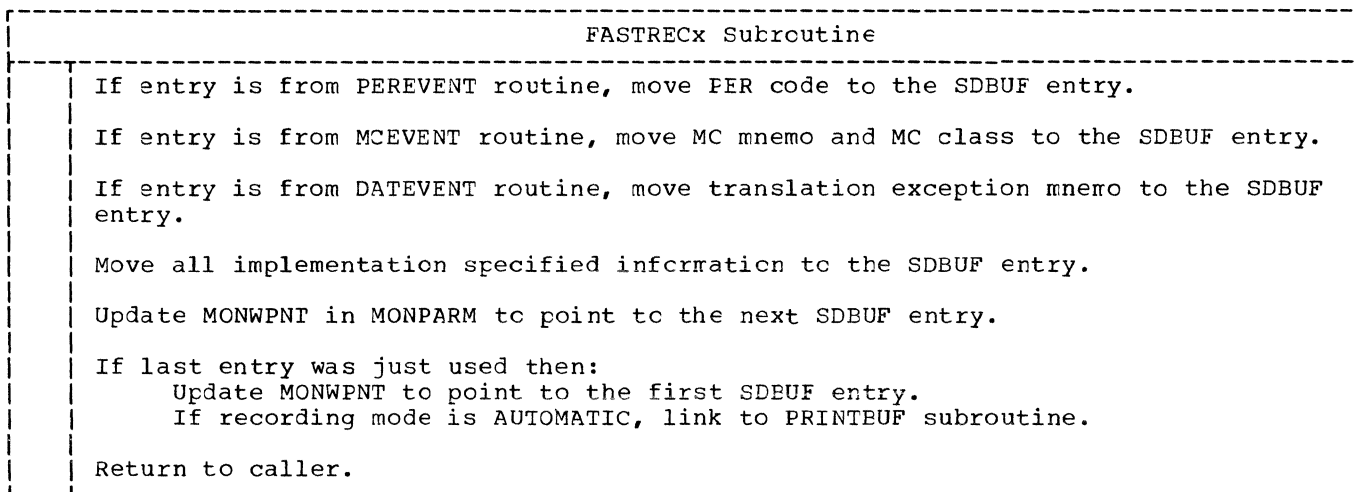 FASTRECx Subroutine
If entry is from PEREVENT routine, move PER code to the SDBUF entry.
If entry is from MCEVENT routine, move MC mnemo and MC class to the SDBUF entry.
If entry is from DATEVENT routine, move translation exception mnemo to the SDBUF
entry.
Move all implementation specified information to the SDBUF entry.
Update MONWPNT in MONPARM to point to the next SDBUF entry.
If last entry was just used then:
Update MONWPNT to point to the first SDBUF entry.
If recording mode is AUTOMATIC, link to PRINTBUF subroutine.
Return to caller.